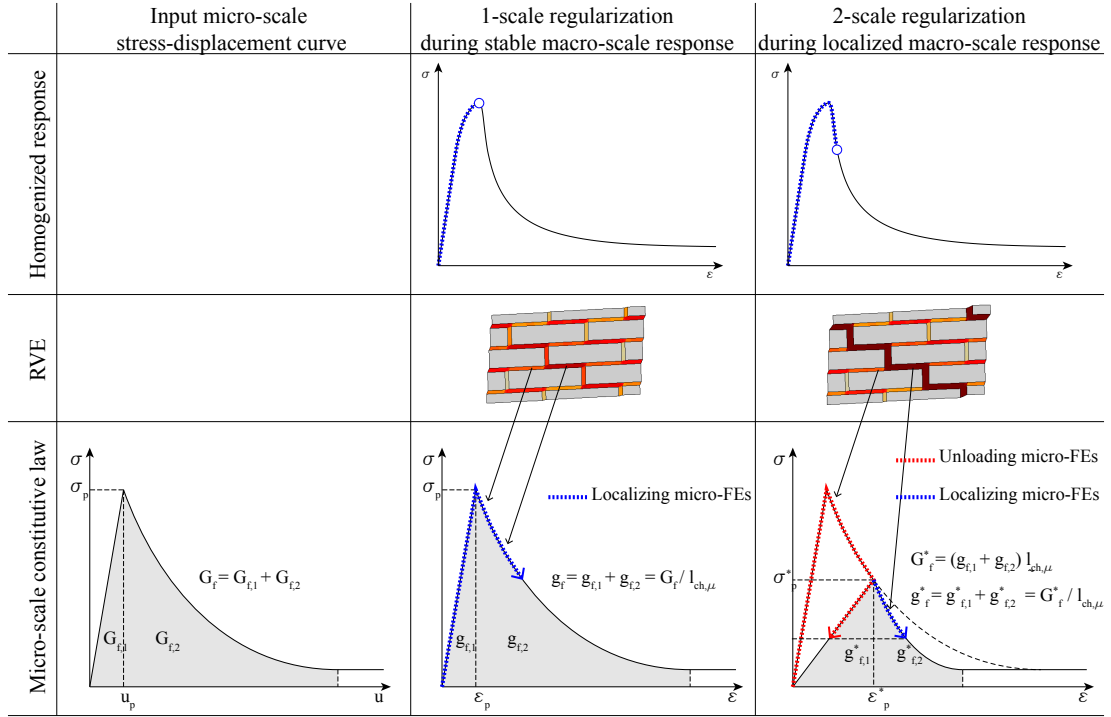 Input micro-scale
stress-displacement curve
1-scale regularization
during stable macro-scale response
2-scale regularization
during localized macro-scale response
Homogenized response
σ
ε
σ
ε
RVE
Micro-scale constitutive law
σ
σp
Gf = Gf,1 + Gf,2
Gf,1
Gf,2
up
u
σ
σp
Localizing micro-FEs
gf = gf,1 + gf,2 = Gf / lch,μ
gf,1
gf,2
εp
ε
σ
Unloading micro-FEs
Localizing micro-FEs
G*f = (gf,1 + gf,2) lch,μ
σ*p
g*f = g*f,1 + g*f,2 = G*f / lch,μ
g*f,1
g*f,2
ε*p
ε